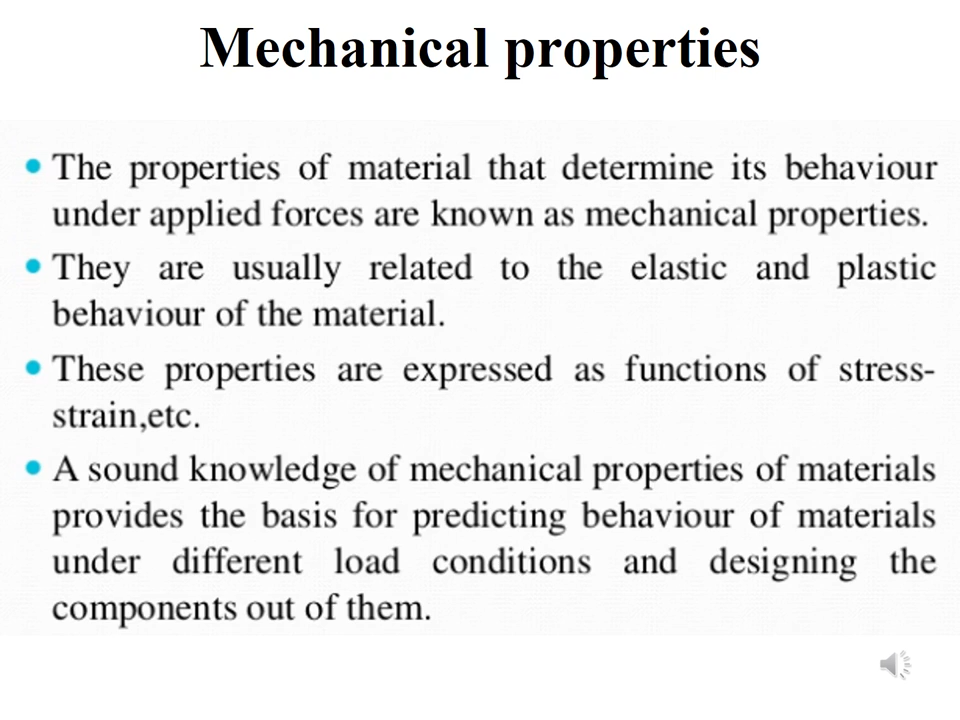 Mechanical properties
• The properties of material that determine its behaviour
under applied forces are known as mechanical properties.
• They are usually related to the elastic and plastic
behaviour of the material.
• These properties are expressed as functions of stress-
strain,etc.
• A sound knowledge of mechanical properties of materials
provides the basis for predicting behaviour of materials
under different load conditions and designing the
components out of them.